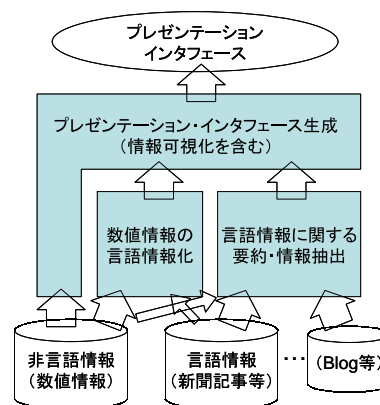 プレゼンテーション
インタフェース
プレゼンテーション・インタフェース生成
(情報可視化を含む)
数値情報の
言語情報化
言語情報に関する
要約・情報抽出
非言語情報
(数値情報)
言語情報
(新聞記事等)
…
(Blog等)